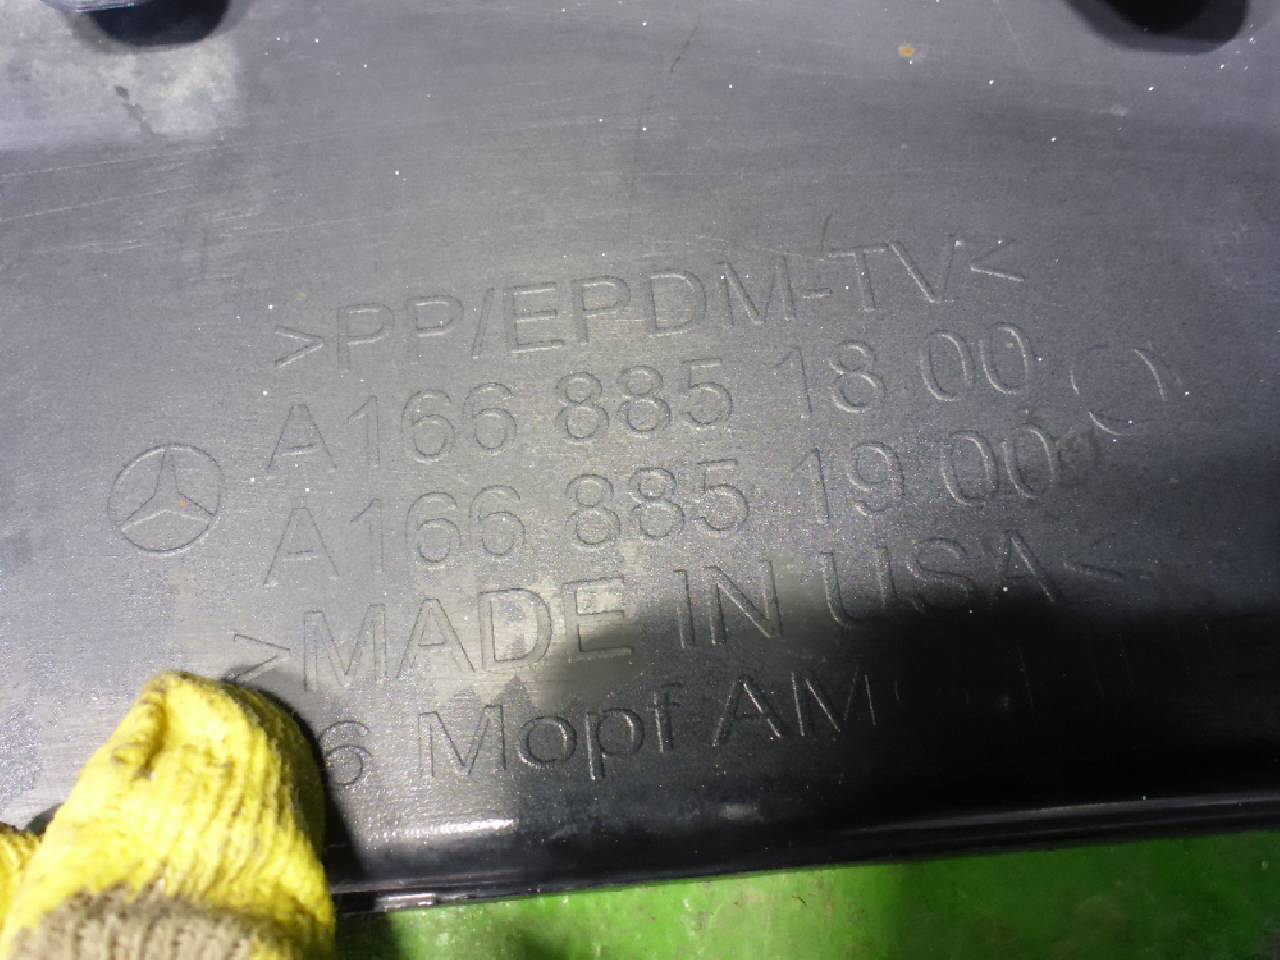 >PP/EPDM-TV<
A166 885 18 00
A166 885 19 00
>MADE IN USA<
6 Mopf AM